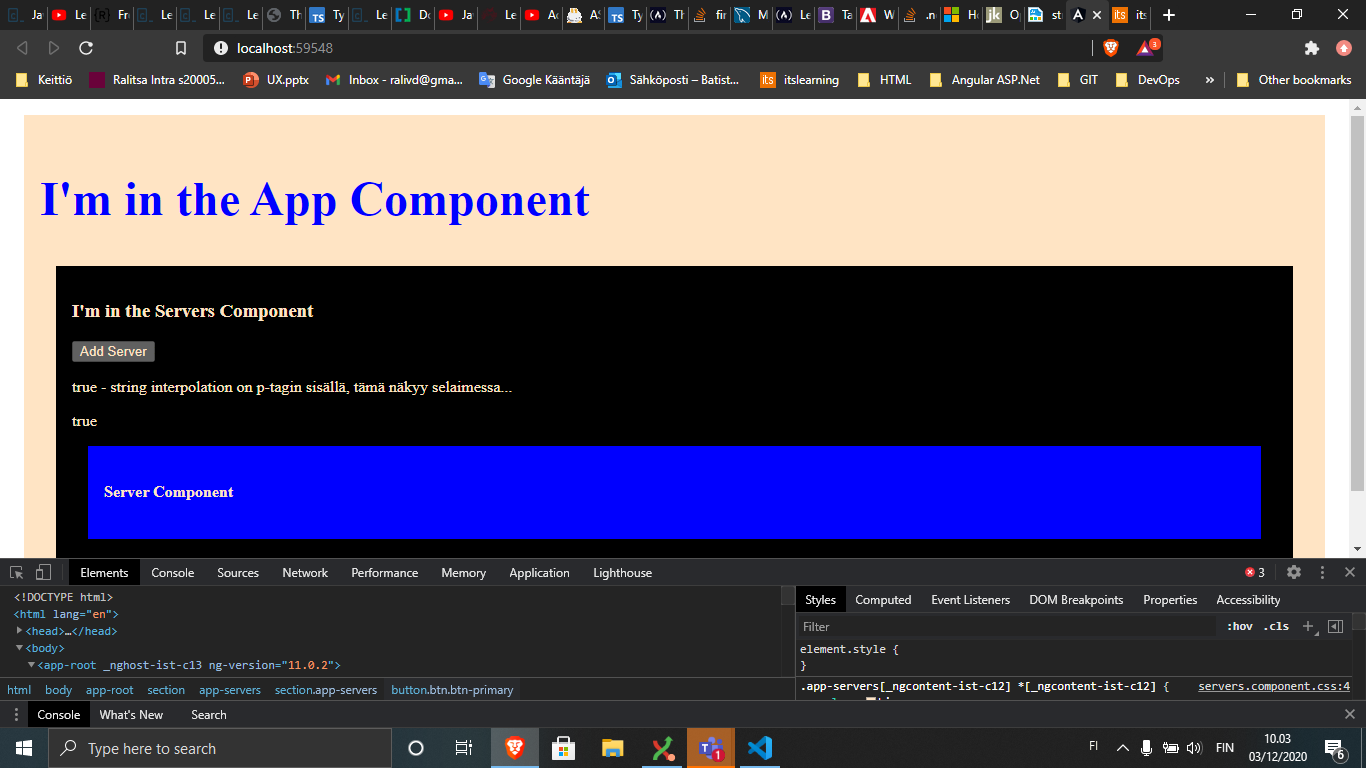 Ja Le Fr Le Le Le Th Ty Le Do Ja Le Ac AS Ty Th fir M Le Ta W .n Ho O st its
localhost:59548
3
Keittiö Ralitsa Intra s20005... UX.pptx Inbox - ralivd@gma... Google Kääntäjä Sähköposti – Batist... itslearning HTML Angular ASP.Net GIT DevOps » Other bookmarks
I'm in the App Component
I'm in the Servers Component
Add Server
true - string interpolation on p-tagin sisällä, tämä näkyy selaimessa...
true
Server Component
Elements Console Sources Network Performance Memory Application Lighthouse 3
<!DOCTYPE html>
<html lang="en">
<head>…</head>
<body>
<app-root _nghost-ist-c13 ng-version="11.0.2">
html body app-root section app-servers section.app-servers button.btn.btn-primary
Styles Computed Event Listeners DOM Breakpoints Properties Accessibility
Filter :hov .cls
element.style {
}
.app-servers[_ngcontent-ist-c12] *[_ngcontent-ist-c12] { servers.component.css:4
Console What's New Search
Type here to search
1
FI FIN
10.03
03/12/2020
6